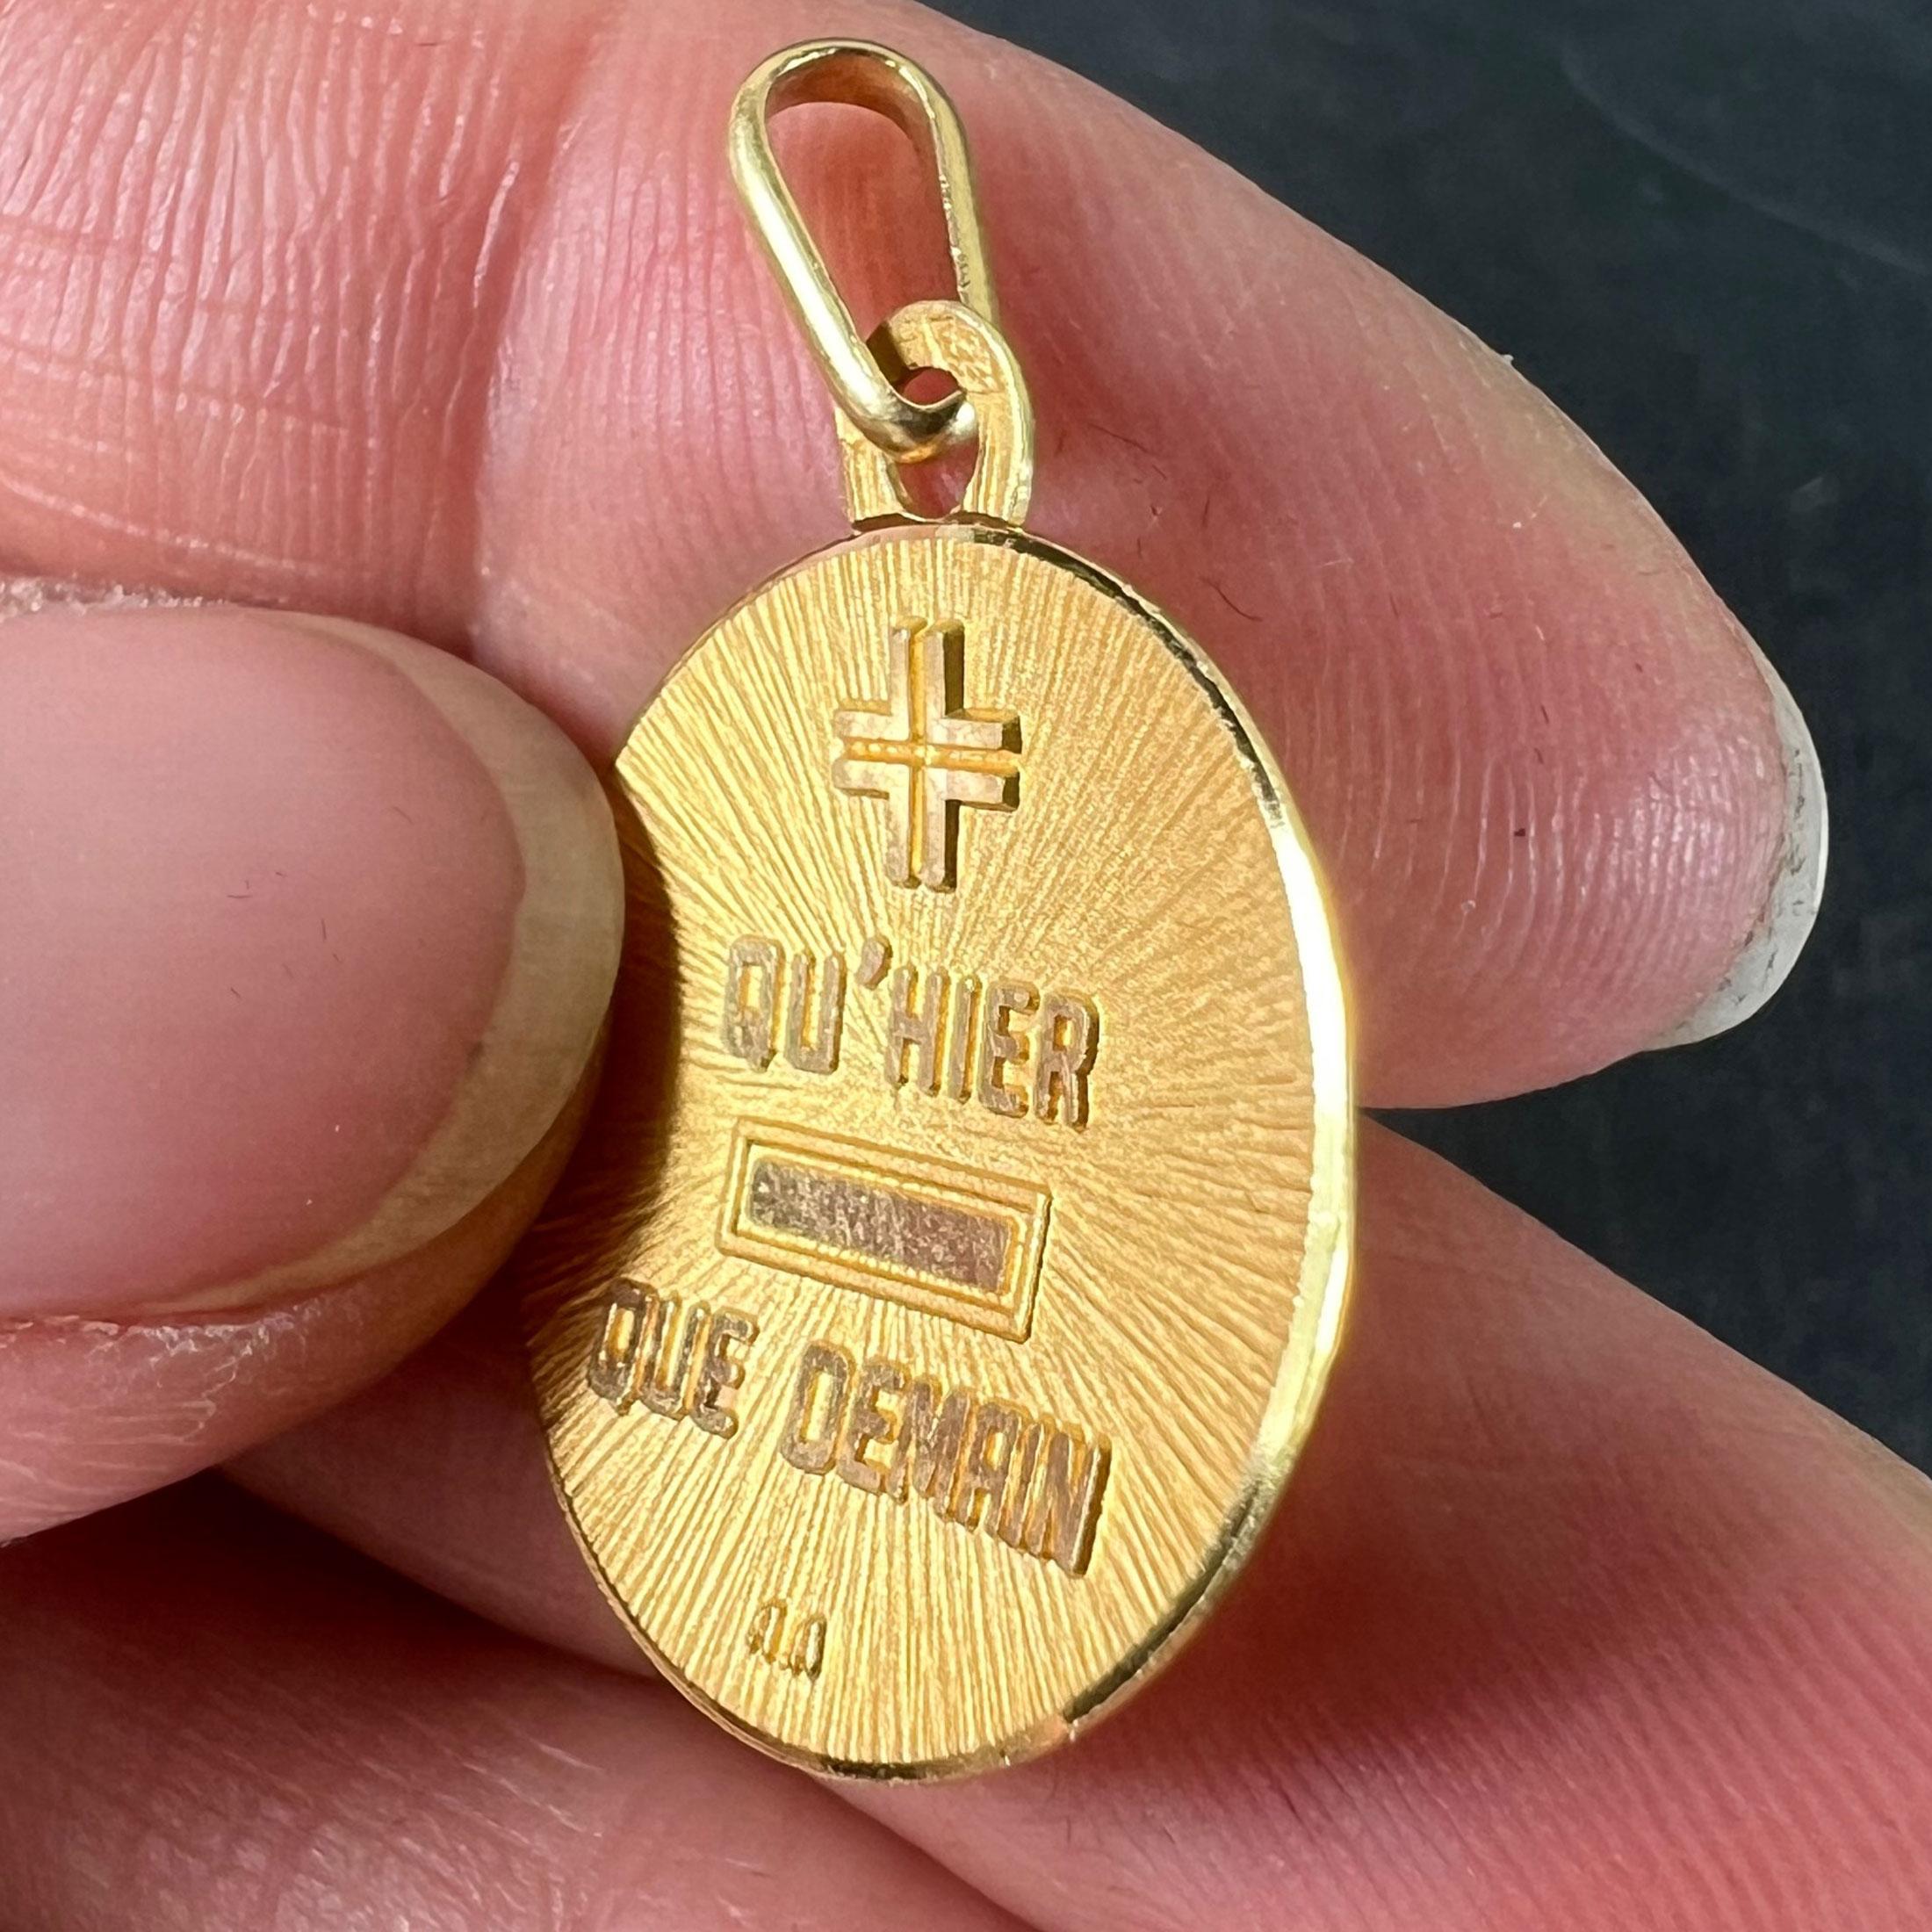 +
QU'HIER
-
QUE DEMAIN
A.A